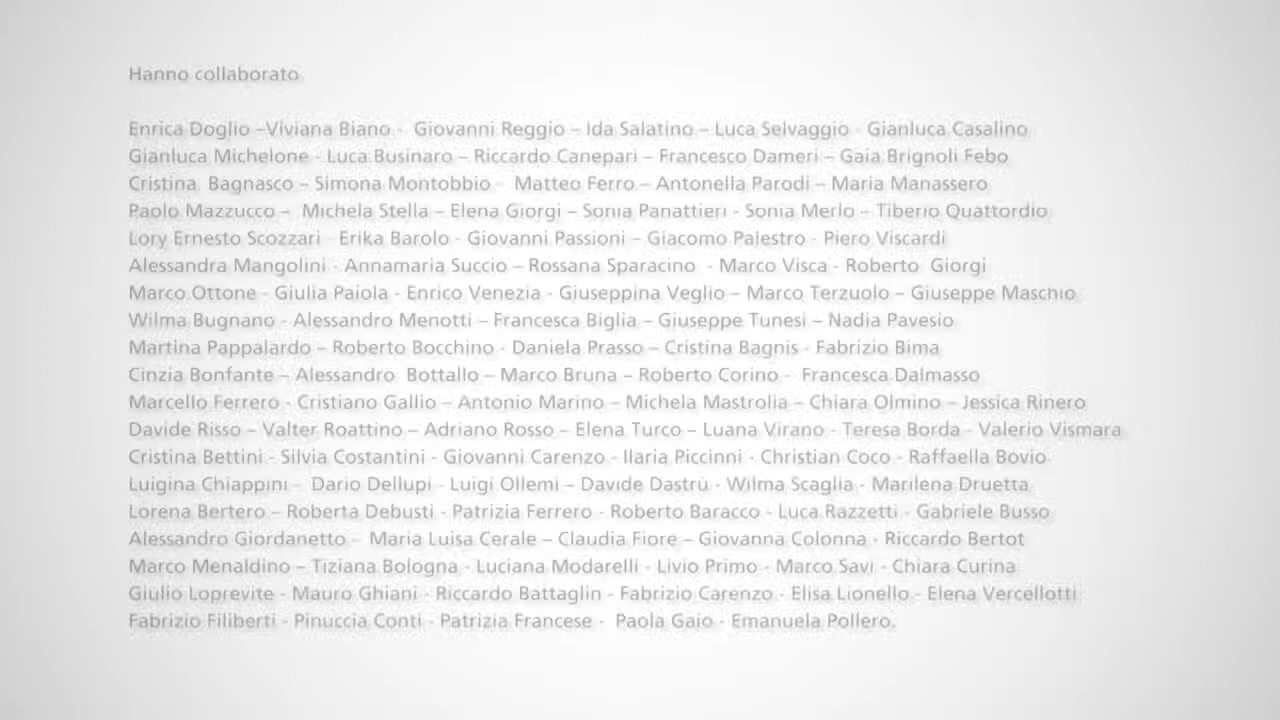 Hanno collaborato
Enrica Doglio –Viviana Biano - Giovanni Reggio – Ida Salatino – Luca Selvaggio - Gianluca Casalino
Gianluca Michelone - Luca Businaro – Riccardo Canepari – Francesco Dameri – Gaia Brignoli Febo
Cristina Bagnasco – Simona Montobbio - Matteo Ferro – Antonella Parodi – Maria Manassero
Paolo Mazzucco – Michela Stella – Elena Giorgi – Sonia Panattieri - Sonia Merlo – Tiberio Quattordio
Lory Ernesto Scozzari - Erika Barolo - Giovanni Passioni – Giacomo Palestro - Piero Viscardi
Alessandra Mangolini - Annamaria Succio – Rossana Sparacino - Marco Visca - Roberto Giorgi
Marco Ottone - Giulia Paiola - Enrico Venezia - Giuseppina Veglio – Marco Terzuolo – Giuseppe Maschio
Wilma Bugnano - Alessandro Menotti – Francesca Biglia – Giuseppe Tunesi – Nadia Pavesio
Martina Pappalardo – Roberto Bocchino - Daniela Prasso – Cristina Bagnis - Fabrizio Bima
Cinzia Bonfante – Alessandro Bottallo – Marco Bruna – Roberto Corino - Francesca Dalmasso
Marcello Ferrero - Cristiano Gallio – Antonio Marino – Michela Mastrolia – Chiara Olmino – Jessica Rinero
Davide Risso – Valter Roattino – Adriano Rosso – Elena Turco – Luana Virano - Teresa Borda - Valerio Vismara
Cristina Bettini - Silvia Costantini - Giovanni Carenzo - Ilaria Piccinni - Christian Coco - Raffaella Bovio
Luigina Chiappini - Dario Dellupi - Luigi Ollemi – Davide Dastrù - Wilma Scaglia - Marilena Druetta
Lorena Bertero – Roberta Debusti - Patrizia Ferrero - Roberto Baracco - Luca Razzetti - Gabriele Busso
Alessandro Giordanetto - Maria Luisa Cerale – Claudia Fiore – Giovanna Colonna - Riccardo Bertot
Marco Menaldino – Tiziana Bologna - Luciana Modarelli - Livio Primo - Marco Savi - Chiara Curina
Giulio Loprevite - Mauro Ghiani - Riccardo Battaglin - Fabrizio Carenzo - Elisa Lionello - Elena Vercellotti
Fabrizio Filiberti - Pinuccia Conti - Patrizia Francese - Paola Gaio - Emanuela Pollero.